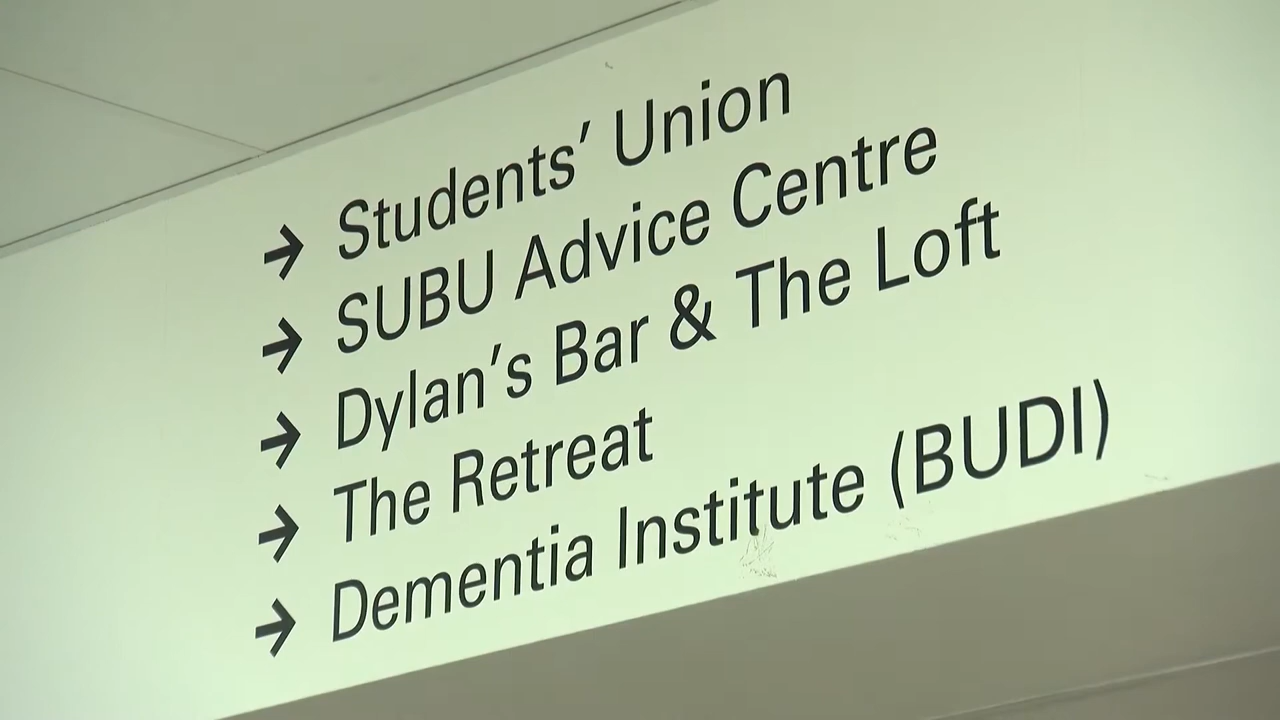 → Students’ Union
→ SUBU Advice Centre
→ Dylan’s Bar & The Loft
→ The Retreat
→ Dementia Institute (BUDI)